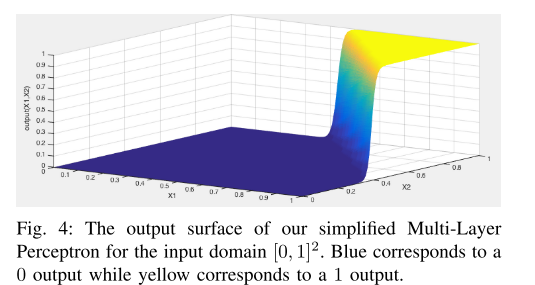 1
0.9
0.8
0.7
0.6
0.5
0.4
0.3
0.2
0.1
0
output(X1,X2)
0 0.1 0.2 0.3 0.4 0.5 0.6 0.7 0.8 0.9 1
X1
0 0.2 0.4 0.6 0.8 1
X2
Fig. 4: The output surface of our simplified Multi-Layer
Perceptron for the input domain [0, 1]². Blue corresponds to a
0 output while yellow corresponds to a 1 output.